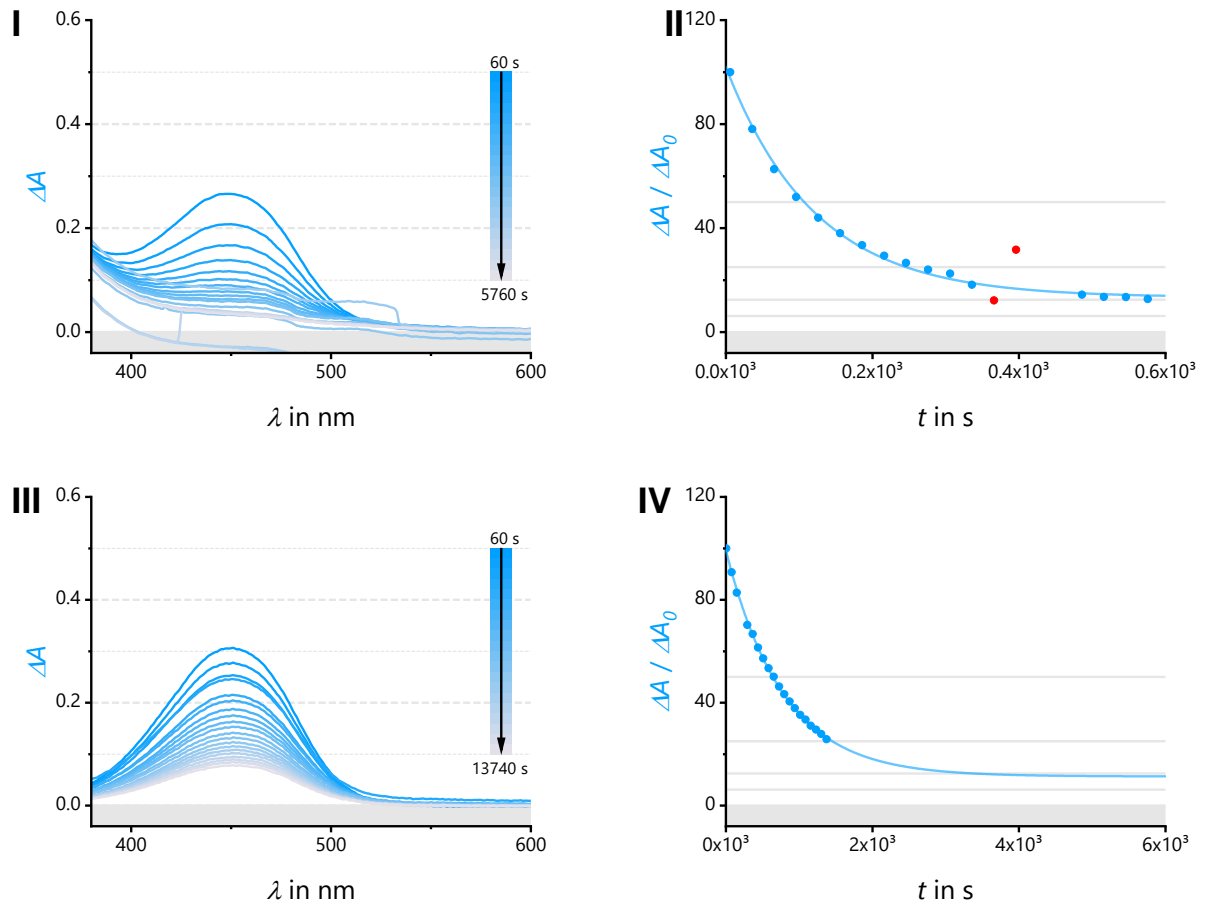 I
0.6
0.4
0.2
0.0
ΔA
60 s
5760 s
400
500
600
λ in nm
II
120
80
40
0
ΔA / ΔA₀
0.0x10³
0.2x10³
0.4x10³
0.6x10³
t in s
III
0.6
0.4
0.2
0.0
ΔA
60 s
13740 s
400
500
600
λ in nm
IV
120
80
40
0
ΔA / ΔA₀
0x10³
2x10³
4x10³
6x10³
t in s